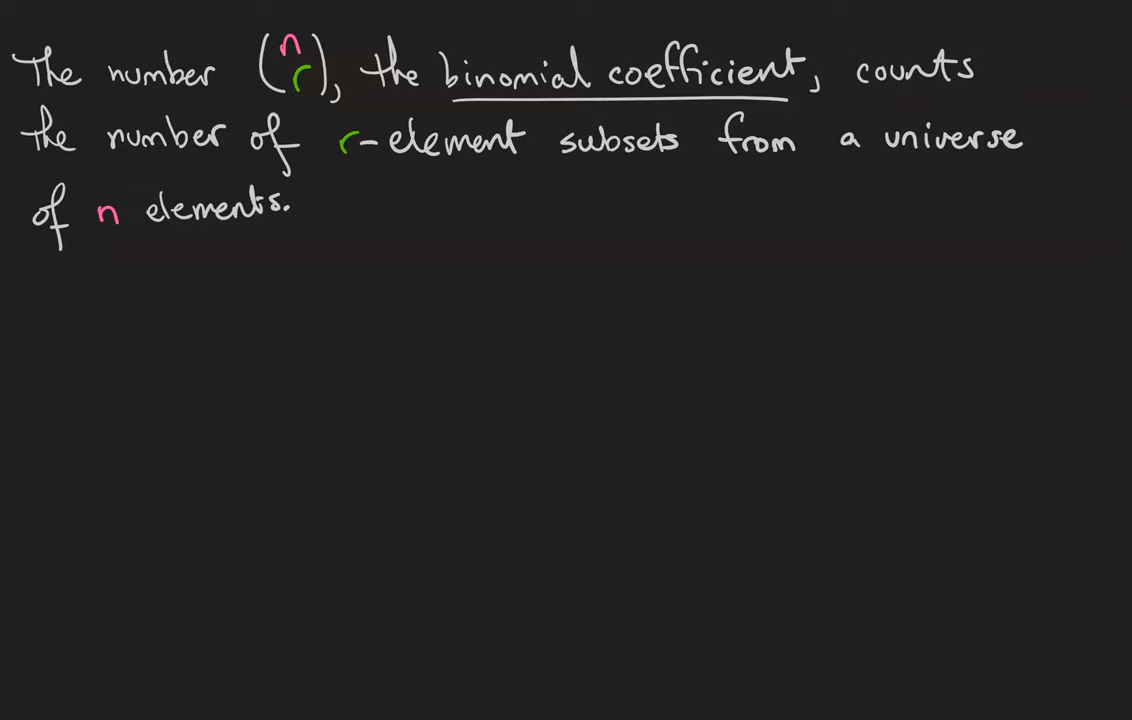 The number (n r), the binomial coefficient, counts
the number of r-element subsets from a universe
of n elements.